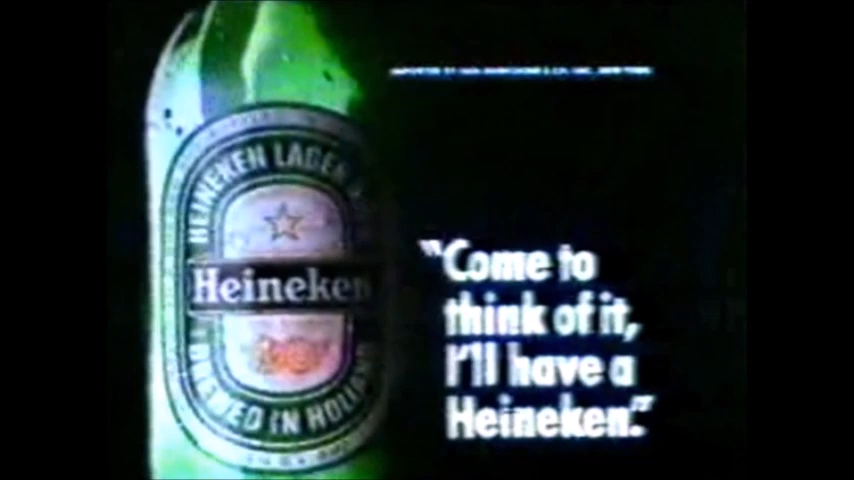 HEINEKEN LAGER
Heineken
BREWED IN HOLLAND
"Come to
think of it,
I'll have a
Heineken."